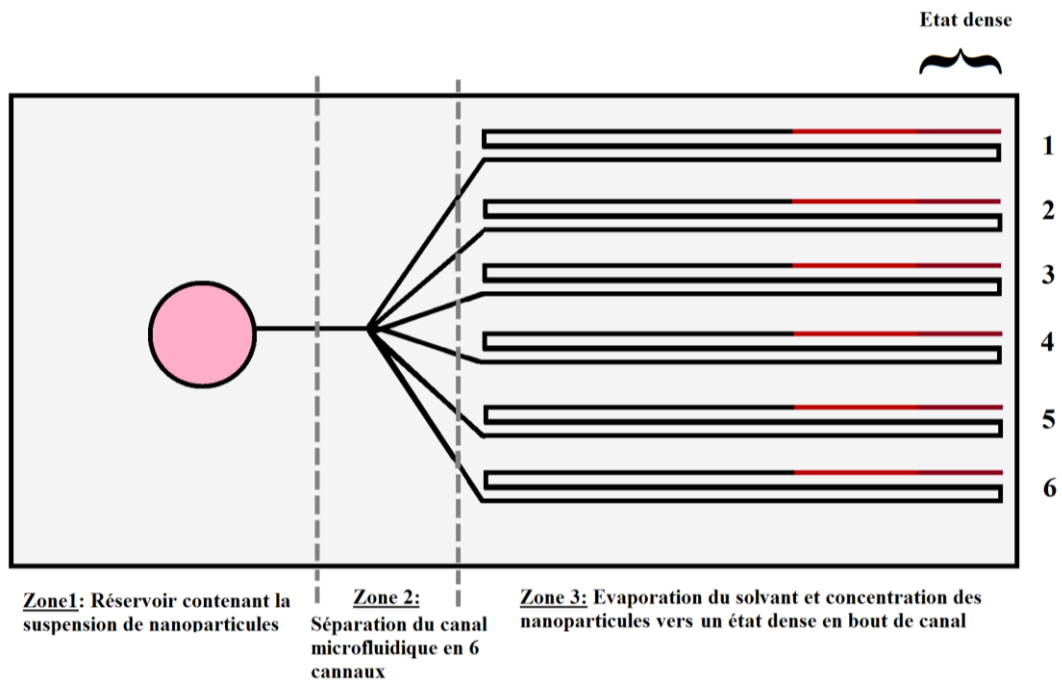 Etat dense
1
2
3
4
5
6
Zone1: Réservoir contenant la
suspension de nanoparticules
Zone 2:
Séparation du canal
microfluidique en 6
cannaux
Zone 3: Evaporation du solvant et concentration des
nanoparticules vers un état dense en bout de canal